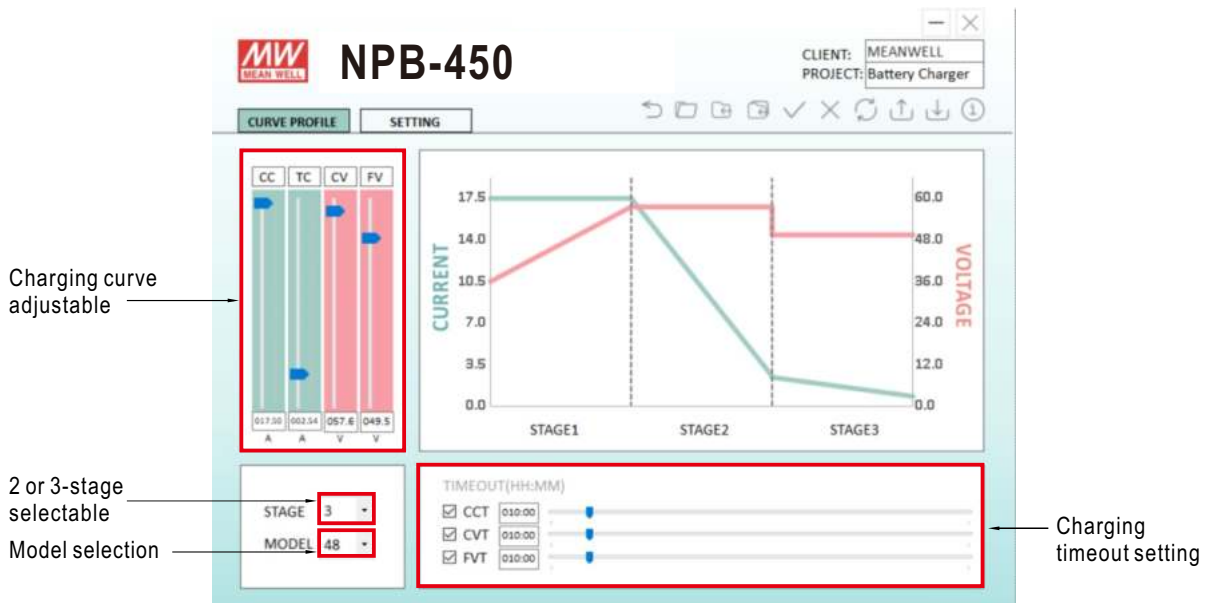 MW
MEAN WELL
NPB-450
CLIENT: MEANWELL
PROJECT: Battery Charger
CURVE PROFILE
SETTING
CC TC CV FV
017.50 002.54 057.6 049.5
A A V V
CURRENT
17.5
14.0
10.5
7.0
3.5
0.0
60.0
48.0
36.0
24.0
12.0
0.0
VOLTAGE
STAGE1 STAGE2 STAGE3
Charging curve
adjustable
2 or 3-stage
selectable
Model selection
STAGE 3
MODEL 48
TIMEOUT(HH:MM)
CCT 010:00
CVT 010:00
FVT 010:00
Charging
timeout setting